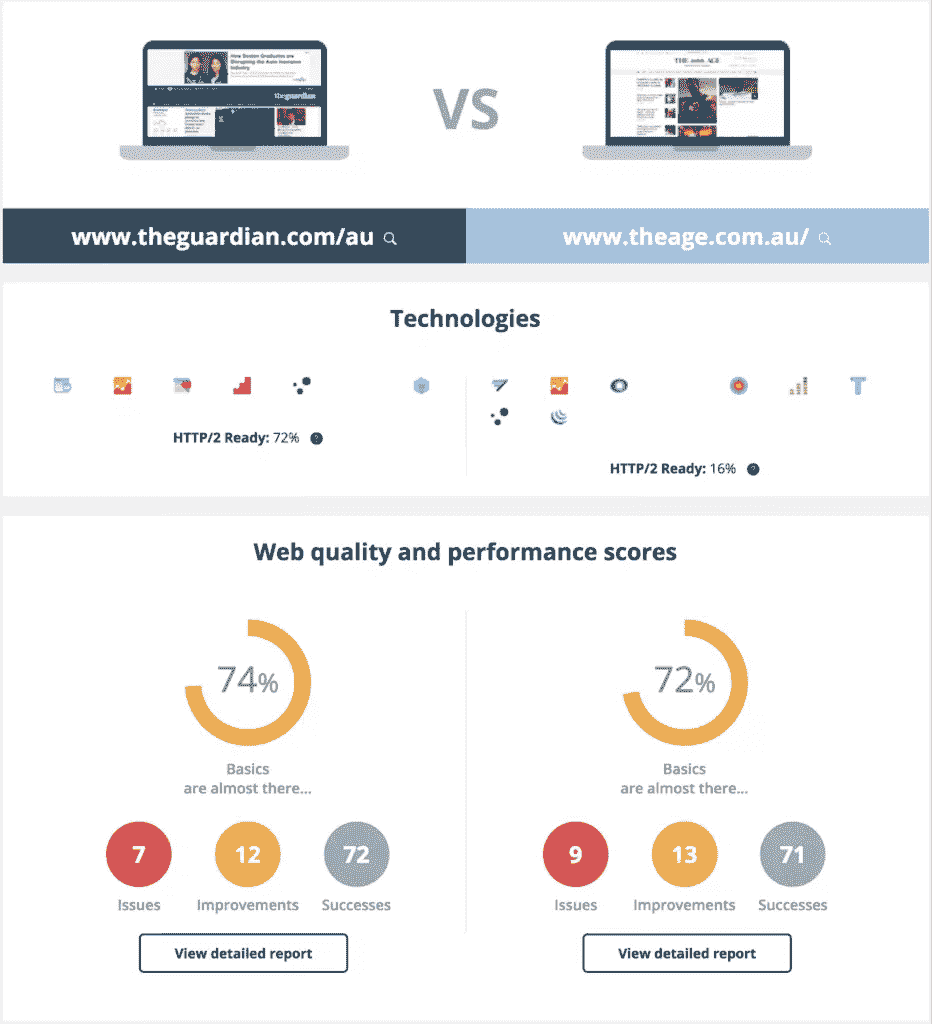 How Boston Graduates are
Disrupting the Auto Insurance
Industry
theguardian
VS
THE AGE
www.theguardian.com/au
www.theage.com.au/
Technologies
HTTP/2 Ready: 72% ?
HTTP/2 Ready: 16% ?
Web quality and performance scores
74%
Basics
are almost there...
7
Issues
12
Improvements
72
Successes
View detailed report
72%
Basics
are almost there...
9
Issues
13
Improvements
71
Successes
View detailed report